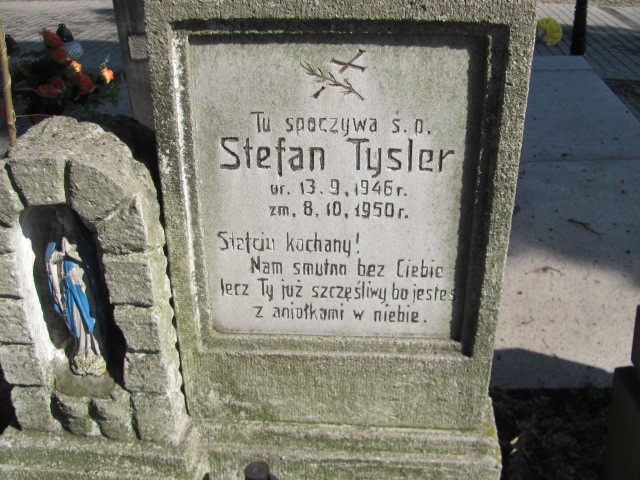 Tu spoczywa ś.p.
Stefan Tysler
ur. 13.9.1946 r.
zm. 8.10.1950 r.
Stefciu kochany!
Nam smutno bez Ciebie
lecz Ty już szczęśliwy bo jesteś
z aniołkami w niebie.